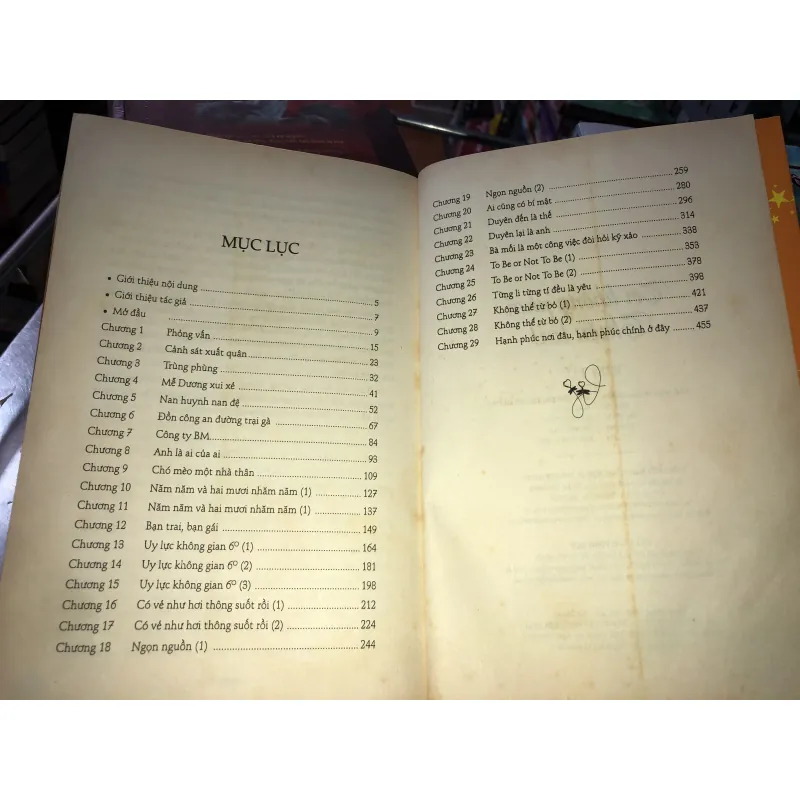 MỤC LỤC
• Giới thiệu nội dung 5
• Giới thiệu tác giả 7
• Mở đầu 9
Chương 1 Phỏng vấn 15
Chương 2 Cảnh sát xuất quân 23
Chương 3 Trùng phùng 32
Chương 4 Mễ Dương xui xẻ 41
Chương 5 Nan huynh nan đệ 52
Chương 6 Đồn công an đường trại gà 67
Chương 7 Công ty BM 84
Chương 8 Anh là ai của ai 93
Chương 9 Chó mèo một nhà thân 109
Chương 10 Năm năm và hai mươi nhăm năm (1) 127
Chương 11 Năm năm và hai mươi nhăm năm (1) 137
Chương 12 Bạn trai, bạn gái 149
Chương 13 Uy lực không gian 6º (1) 164
Chương 14 Uy lực không gian 6º (2) 181
Chương 15 Uy lực không gian 6º (3) 198
Chương 16 Có vẻ như hơi thông suốt rồi (1) 212
Chương 17 Có vẻ như hơi thông suốt rồi (2) 224
Chương 18 Ngọn nguồn (1) 244
Chương 19 Ngọn nguồn (2) 259
Chương 20 Ai cũng có bí mật 280
Chương 21 Duyên đến là thế 296
Chương 22 Duyên lại là anh 314
Chương 23 Bà mối là một công việc đòi hỏi kỹ xảo 338
Chương 24 To Be or Not To Be (1) 353
Chương 25 To Be or Not To Be (2) 378
Chương 26 Từng li từng tí đều là yêu 398
Chương 27 Không thể từ bỏ (1) 421
Chương 28 Không thể từ bỏ (2) 437
Chương 29 Hạnh phúc nơi đâu, hạnh phúc chính ở đây 455